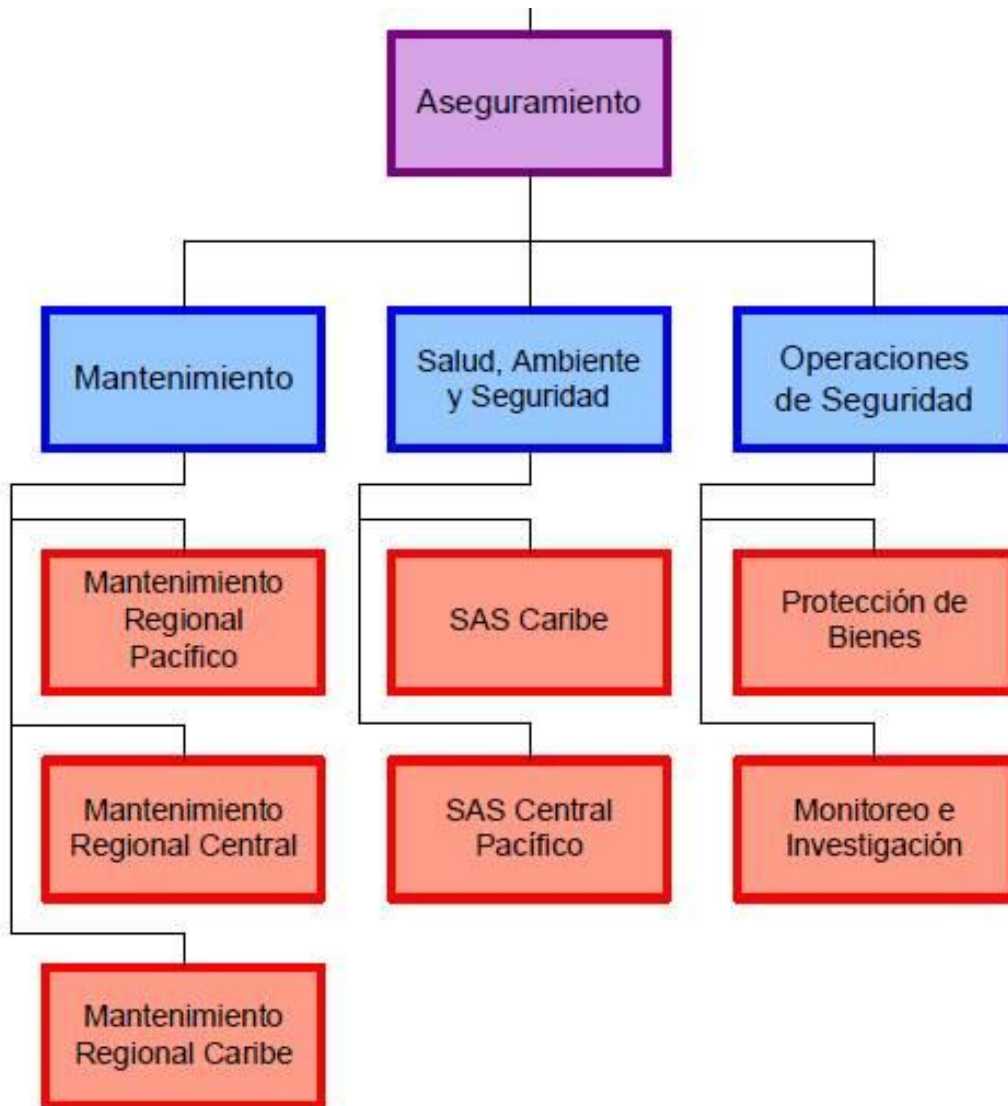 Aseguramiento
Mantenimiento
Salud, Ambiente
y Seguridad
Operaciones
de Seguridad
Mantenimiento
Regional
Pacífico
SAS Caribe
Protección de
Bienes
Mantenimiento
Regional Central
SAS Central
Pacífico
Monitoreo e
Investigación
Mantenimiento
Regional Caribe